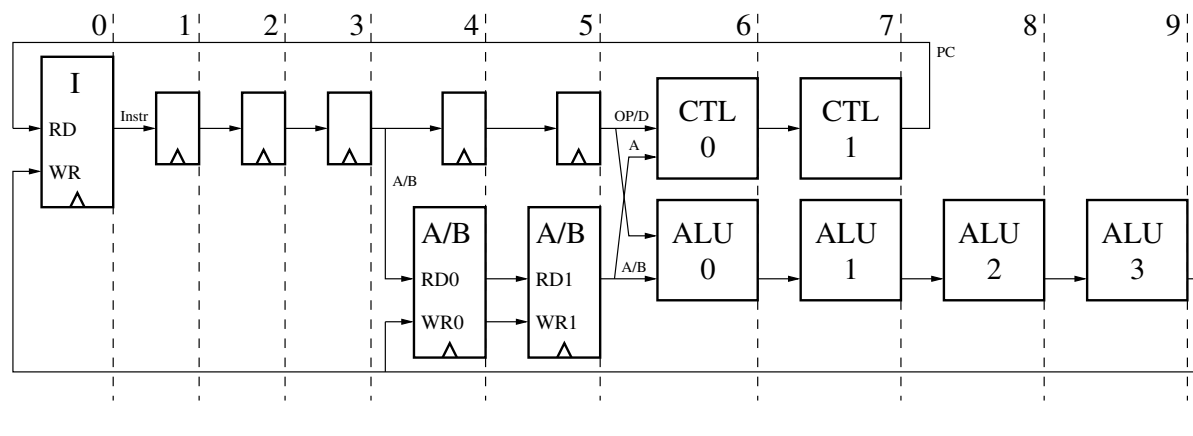 0 1 2 3 4 5 6 7 8 9
PC
I
Instr
OP/D
CTL
0
CTL
1
RD
A
WR
A/B
A/B
A/B
ALU
0
ALU
1
ALU
2
ALU
3
A/B
RD0
RD1
WR0
WR1